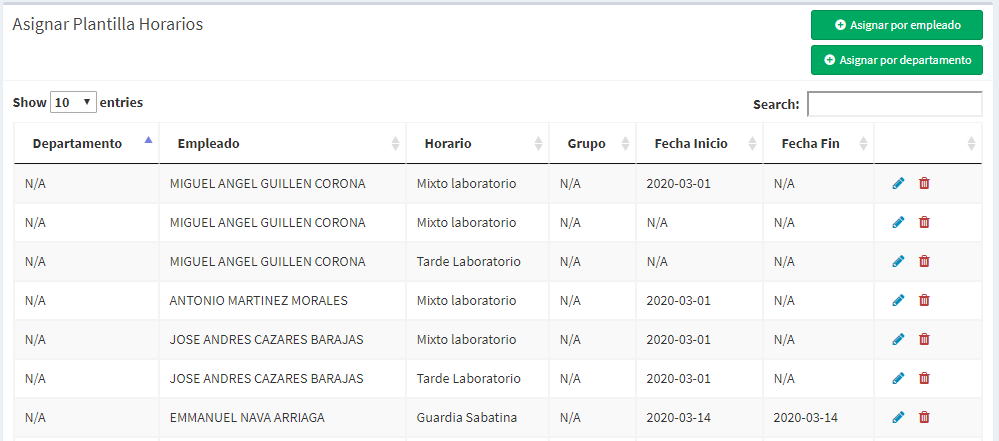 Asignar Plantilla Horarios
Asignar por empleado
Asignar por departamento
Show 10 entries
Search:
Departamento Empleado Horario Grupo Fecha Inicio Fecha Fin
N/A MIGUEL ANGEL GUILLEN CORONA Mixto laboratorio N/A 2020-03-01 N/A
N/A MIGUEL ANGEL GUILLEN CORONA Mixto laboratorio N/A N/A N/A
N/A MIGUEL ANGEL GUILLEN CORONA Tarde Laboratorio N/A N/A N/A
N/A ANTONIO MARTINEZ MORALES Mixto laboratorio N/A 2020-03-01 N/A
N/A JOSE ANDRES CAZARES BARAJAS Mixto laboratorio N/A 2020-03-01 N/A
N/A JOSE ANDRES CAZARES BARAJAS Tarde Laboratorio N/A 2020-03-01 N/A
N/A EMMANUEL NAVA ARRIAGA Guardia Sabatina N/A 2020-03-14 2020-03-14